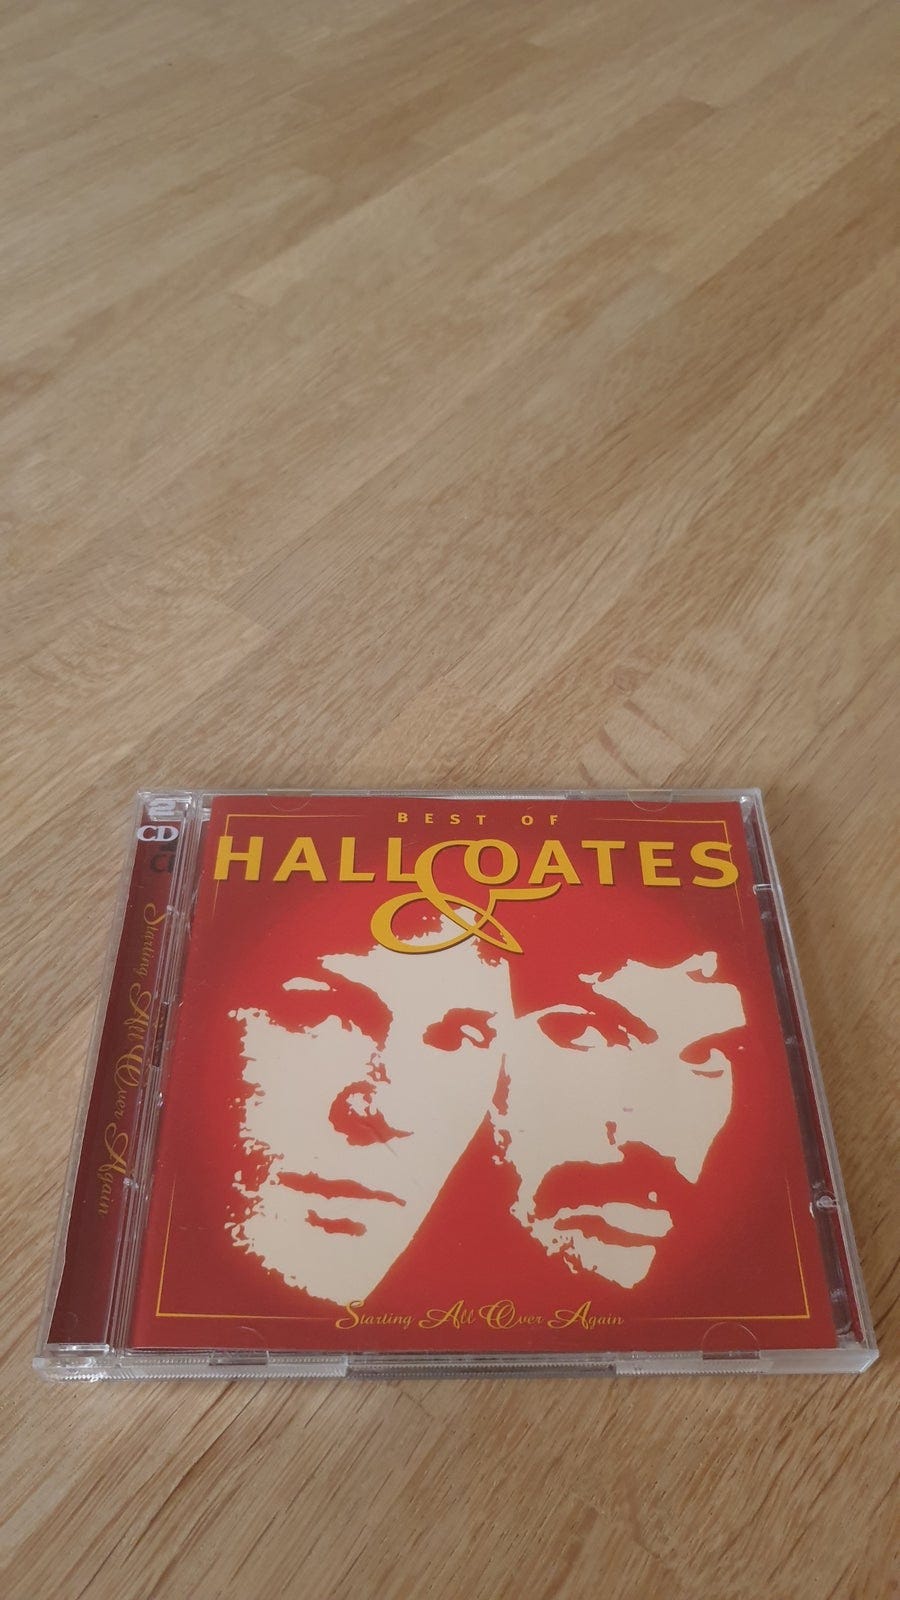 BEST OF
HALL & OATES
2
CD
Starting All Over Again
Starting All Over Again